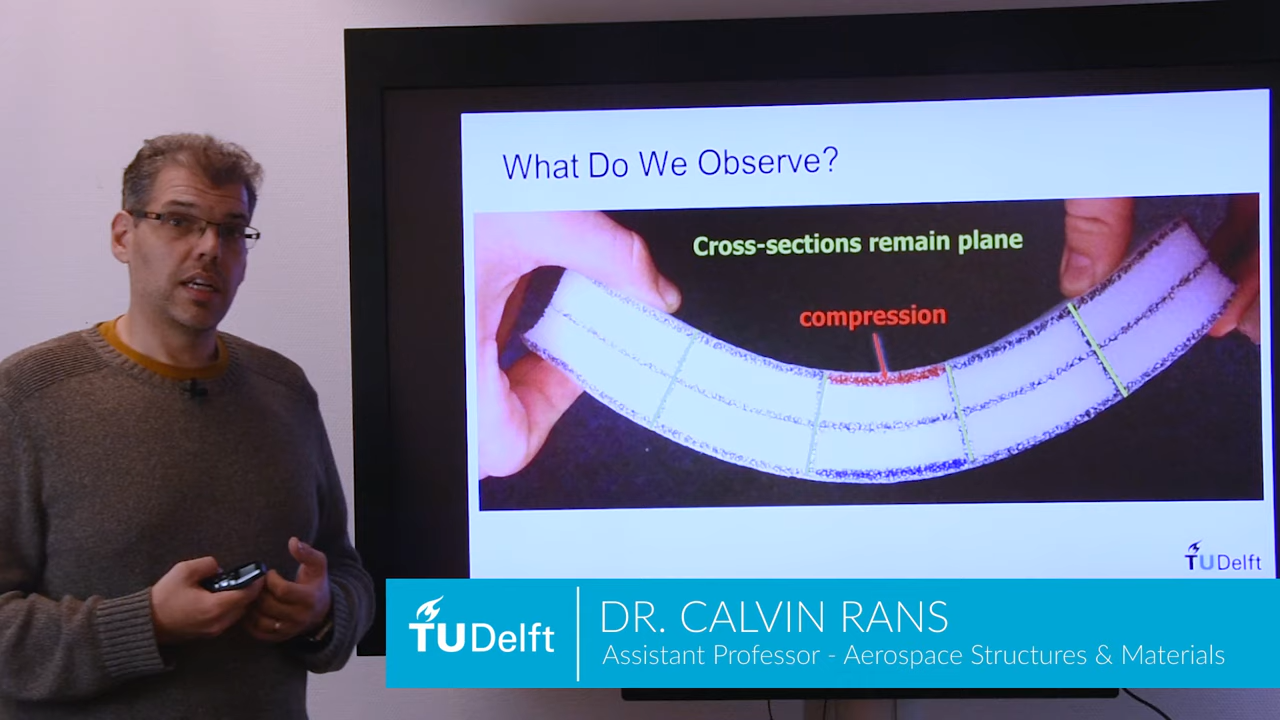 What Do We Observe?
Cross-sections remain plane
compression
TUDelft
TUDelft
DR. CALVIN RANS
Assistant Professor - Aerospace Structures & Materials